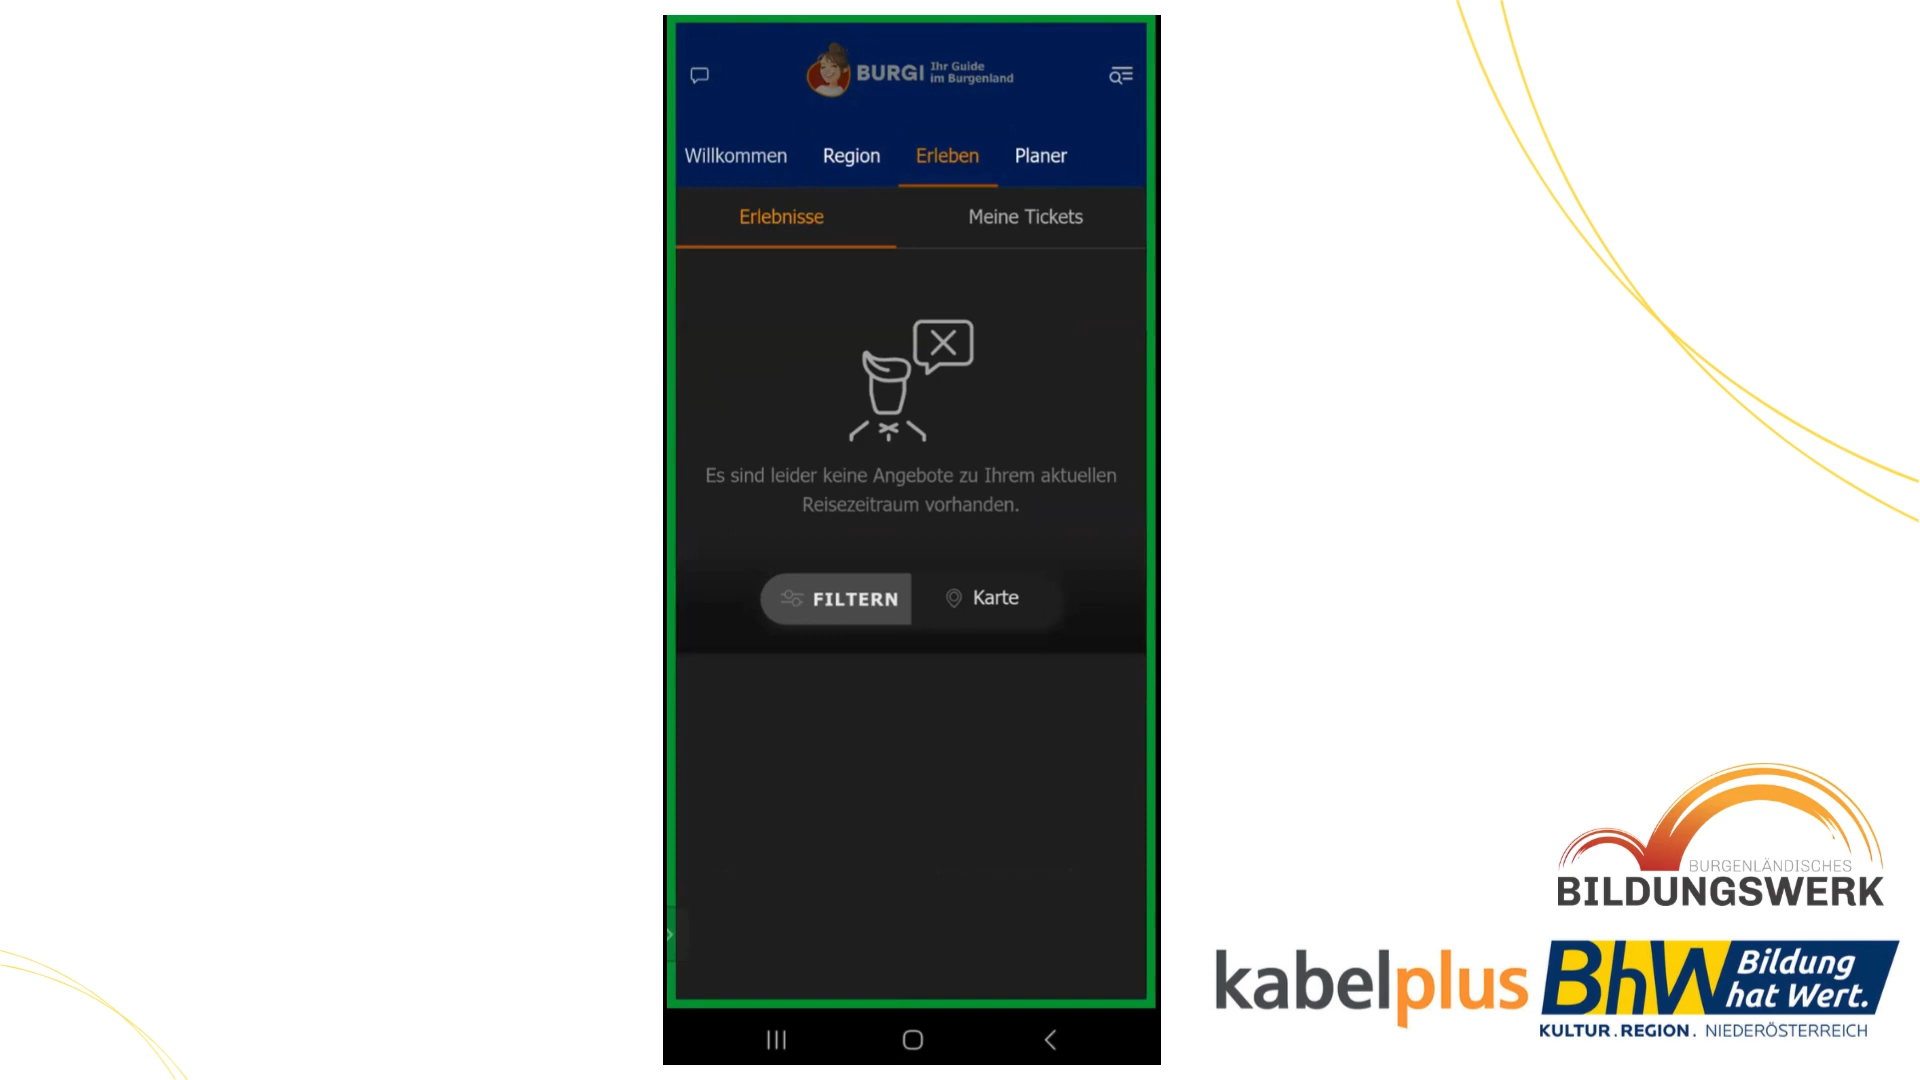 BURGI Ihr Guide
im Burgenland
Willkommen Region Erleben Planer
Erlebnisse Meine Tickets
Es sind leider keine Angebote zu Ihrem aktuellen
Reisezeitraum vorhanden.
FILTERN Karte
BURGENLÄNDISCHES
BILDUNGSWERK
kabelplus
BhW Bildung
hat Wert.
KULTUR.REGION. NIEDERÖSTERREICH